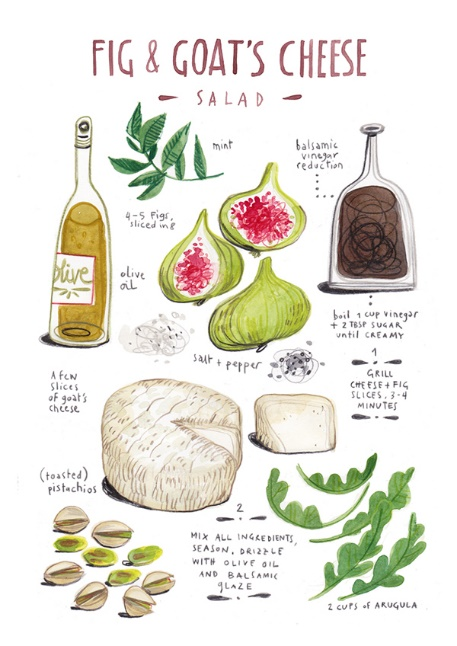 FIG & GOAT'S CHEESE
SALAD
mint
balsamic
vinegar
reduction
4-5 FIGS,
sliced in 8
olive
olive
oil
boil 1 cup vinegar
+ 2 TBSP SUGAR
until CREAMY
salt + pepper
1
GRILL
CHEESE + FIG
SLICES. 3-4
MINUTES
A few
slices
of goat's
cheese
(toasted)
pistachios
2
MIX ALL INGREDIENTS,
SEASON, DRIZZLE
WITH OLIVE OIL
AND BALSAMIC
GLAZE
2 CUPS OF ARUGULA